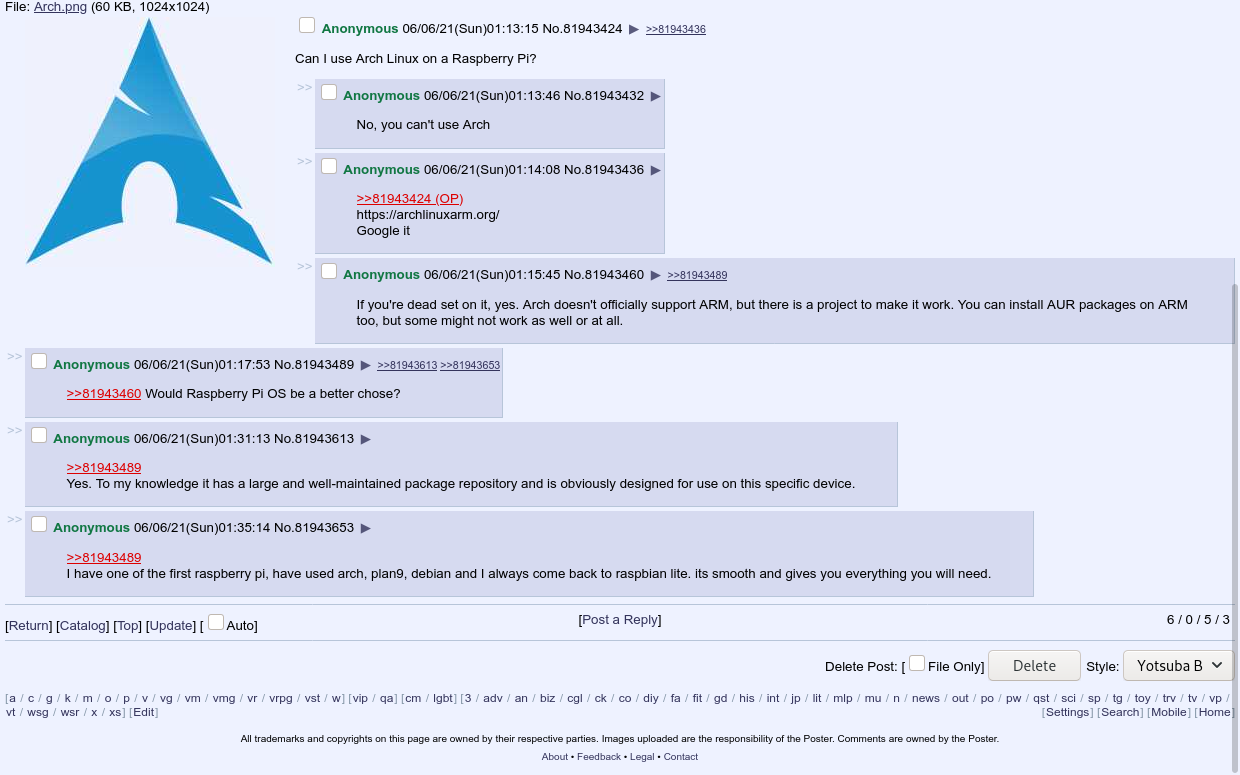 File: Arch.png (60 KB, 1024x1024)
Anonymous 06/06/21(Sun)01:13:15 No.81943424 ▶ >>81943436
Can I use Arch Linux on a Raspberry Pi?
>> Anonymous 06/06/21(Sun)01:13:46 No.81943432 ▶
No, you can't use Arch
>> Anonymous 06/06/21(Sun)01:14:08 No.81943436 ▶
>>81943424 (OP)
https://archlinuxarm.org/
Google it
>> Anonymous 06/06/21(Sun)01:15:45 No.81943460 ▶ >>81943489
If you're dead set on it, yes. Arch doesn't officially support ARM, but there is a project to make it work. You can install AUR packages on ARM
too, but some might not work as well or at all.
>> Anonymous 06/06/21(Sun)01:17:53 No.81943489 ▶ >>81943613 >>81943653
>>81943460 Would Raspberry Pi OS be a better chose?
>> Anonymous 06/06/21(Sun)01:31:13 No.81943613 ▶
>>81943489
Yes. To my knowledge it has a large and well-maintained package repository and is obviously designed for use on this specific device.
>> Anonymous 06/06/21(Sun)01:35:14 No.81943653 ▶
>>81943489
I have one of the first raspberry pi, have used arch, plan9, debian and I always come back to raspbian lite. its smooth and gives you everything you will need.
[Return] [Catalog] [Top] [Update] [ Auto] [Post a Reply] 6 / 0 / 5 / 3
Delete Post: [ File Only] Delete Style: Yotsuba B
[a / c / g / k / m / o / p / v / vg / vm / vmg / vr / vrpg / vst / w] [vip / qa] [cm / lgbt] [3 / adv / an / biz / cgl / ck / co / diy / fa / fit / gd / his / int / jp / lit / mlp / mu / n / news / out / po / pw / qst / sci / sp / tg / toy / trv / tv / vp /
vt / wsg / wsr / x / xs] [Edit] [Settings] [Search] [Mobile] [Home]
All trademarks and copyrights on this page are owned by their respective parties. Images uploaded are the responsibility of the Poster. Comments are owned by the Poster.
About • Feedback • Legal • Contact